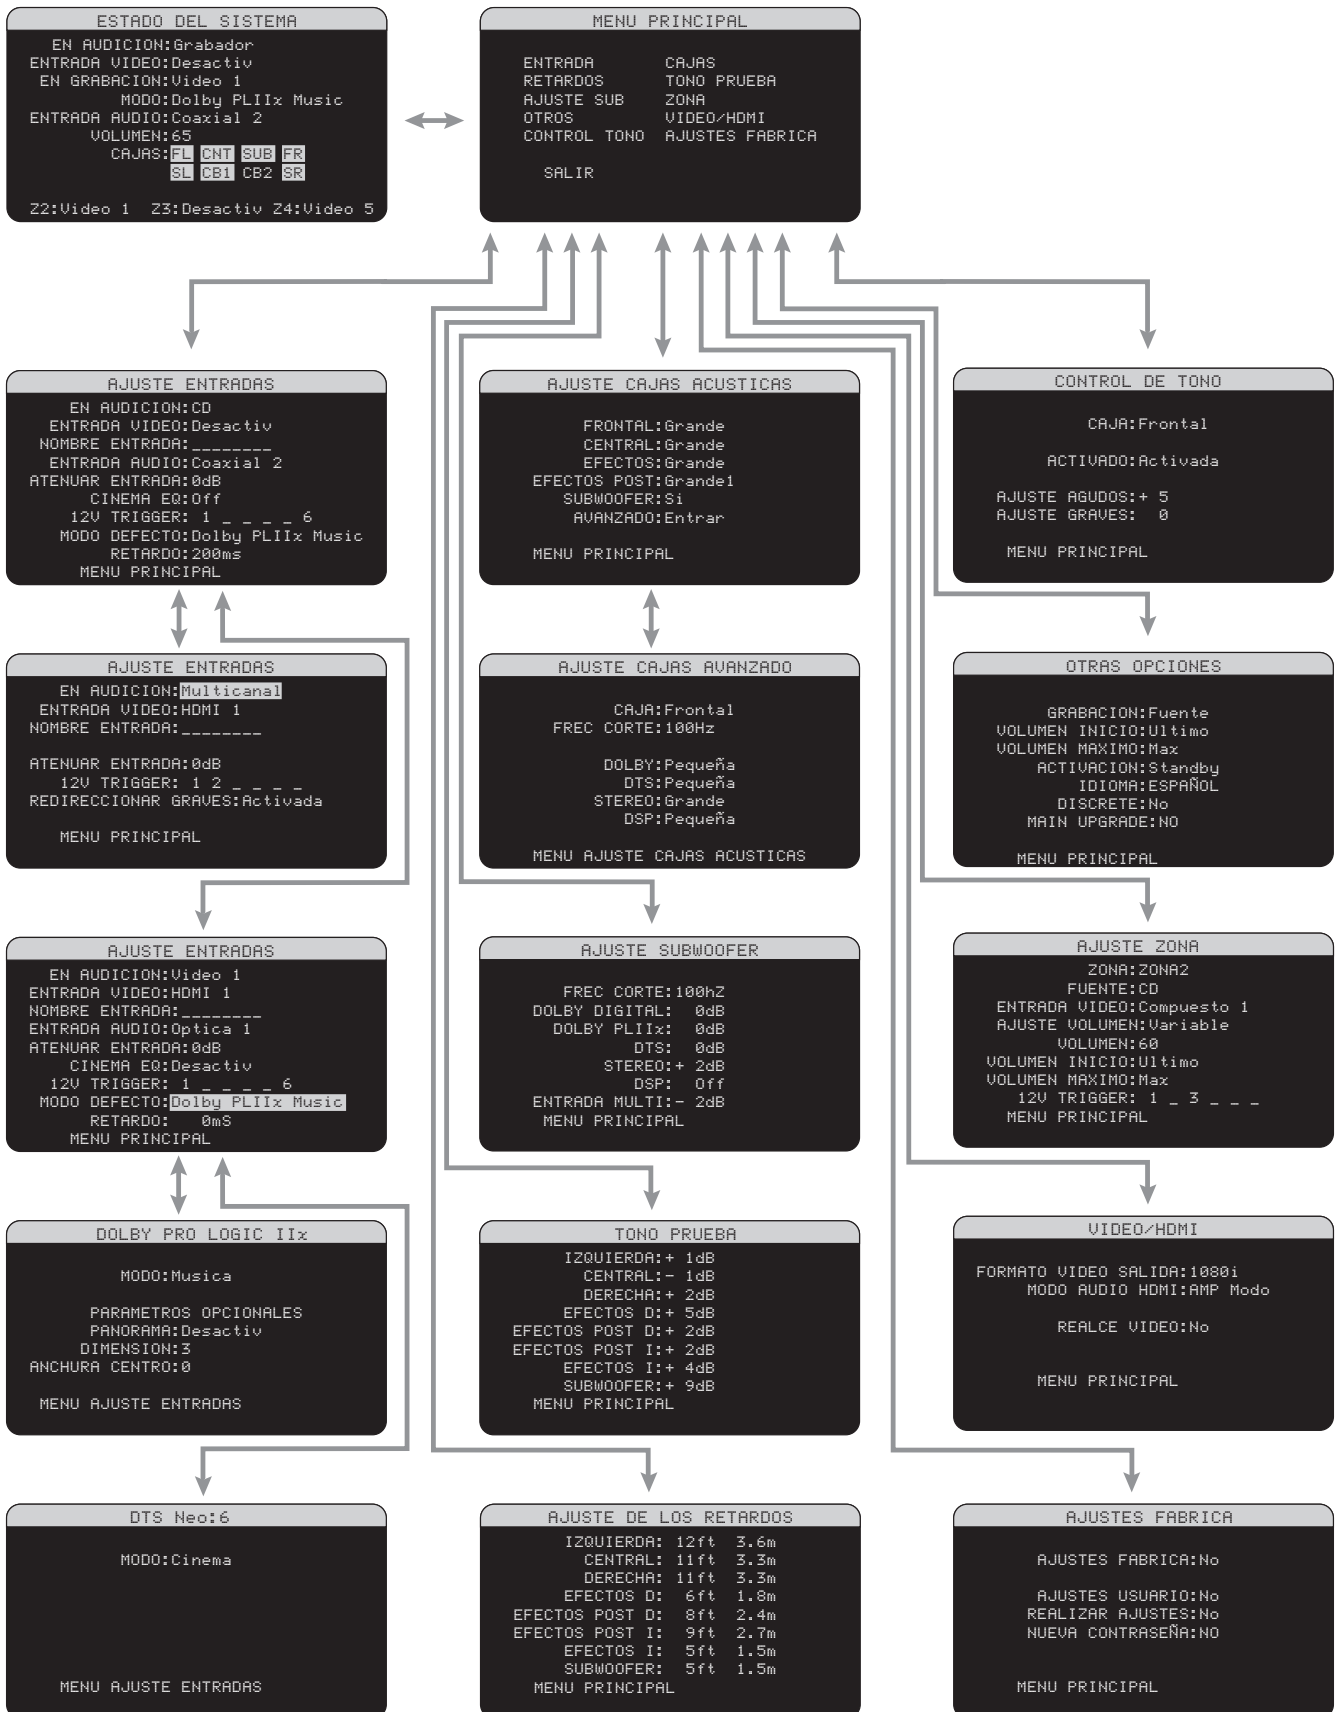 ESTADO DEL SISTEMA
EN AUDICION:Grabador
ENTRADA VIDEO:Desactiv
EN GRABACION:Video 1
MODO:Dolby PLIIx Music
ENTRADA AUDIO:Coaxial 2
VOLUMEN:65
CAJAS:FL CNT SUB FR
SL CB1 CB2 SR
Z2:Video 1 Z3:Desactiv Z4:Video 5
MENU PRINCIPAL
ENTRADA CAJAS
RETARDOS TONO PRUEBA
AJUSTE SUB ZONA
OTROS VIDEO/HDMI
CONTROL TONO AJUSTES FABRICA
SALIR
AJUSTE ENTRADAS
EN AUDICION:CD
ENTRADA VIDEO:Desactiv
NOMBRE ENTRADA:________
ENTRADA AUDIO:Coaxial 2
ATENUAR ENTRADA:0dB
CINEMA EQ:Off
12V TRIGGER: 1 _ _ _ _ 6
MODO DEFECTO:Dolby PLIIx Music
RETARDO:200ms
MENU PRINCIPAL
AJUSTE CAJAS ACUSTICAS
FRONTAL:Grande
CENTRAL:Grande
EFECTOS:Grande
EFECTOS POST:Grande1
SUBWOOFER:Si
AVANZADO:Entrar
MENU PRINCIPAL
CONTROL DE TONO
CAJA:Frontal
ACTIVADO:Activada
AJUSTE AGUDOS:+ 5
AJUSTE GRAVES: 0
MENU PRINCIPAL
AJUSTE ENTRADAS
EN AUDICION:Multicanal
ENTRADA VIDEO:HDMI 1
NOMBRE ENTRADA:________
ATENUAR ENTRADA:0dB
12V TRIGGER: 1 2 _ _ _ _
REDIRECCIONAR GRAVES:Activada
MENU PRINCIPAL
AJUSTE CAJAS AVANZADO
CAJA:Frontal
FREC CORTE:100Hz
DOLBY:Pequeña
DTS:Pequeña
STEREO:Grande
DSP:Pequeña
MENU AJUSTE CAJAS ACUSTICAS
OTRAS OPCIONES
GRABACION:Fuente
VOLUMEN INICIO:Ultimo
VOLUMEN MAXIMO:Max
ACTIVACION:Standby
IDIOMA:ESPAÑOL
DISCRETE:No
MAIN UPGRADE:NO
MENU PRINCIPAL
AJUSTE ENTRADAS
EN AUDICION:Video 1
ENTRADA VIDEO:HDMI 1
NOMBRE ENTRADA:________
ENTRADA AUDIO:Optica 1
ATENUAR ENTRADA:0dB
CINEMA EQ:Desactiv
12V TRIGGER: 1 _ _ _ _ 6
MODO DEFECTO:Dolby PLIIx Music
RETARDO: 0mS
MENU PRINCIPAL
AJUSTE SUBWOOFER
FREC CORTE:100hZ
DOLBY DIGITAL: 0dB
DOLBY PLIIx: 0dB
DTS: 0dB
STEREO:+ 2dB
DSP: Off
ENTRADA MULTI:- 2dB
MENU PRINCIPAL
AJUSTE ZONA
ZONA:ZONA2
FUENTE:CD
ENTRADA VIDEO:Compuesto 1
AJUSTE VOLUMEN:Variable
VOLUMEN:60
VOLUMEN INICIO:Ultimo
VOLUMEN MAXIMO:Max
12V TRIGGER: 1 _ 3 _ _ _
MENU PRINCIPAL
DOLBY PRO LOGIC IIx
MODO:Musica
PARAMETROS OPCIONALES
PANORAMA:Desactiv
DIMENSION:3
ANCHURA CENTRO:0
MENU AJUSTE ENTRADAS
TONO PRUEBA
IZQUIERDA:+ 1dB
CENTRAL:- 1dB
DERECHA:+ 2dB
EFECTOS D:+ 5dB
EFECTOS POST D:+ 2dB
EFECTOS POST I:+ 2dB
EFECTOS I:+ 4dB
SUBWOOFER:+ 9dB
MENU PRINCIPAL
VIDEO/HDMI
FORMATO VIDEO SALIDA:1080i
MODO AUDIO HDMI:AMP Modo
REALCE VIDEO:No
MENU PRINCIPAL
DTS Neo:6
MODO:Cinema
MENU AJUSTE ENTRADAS
AJUSTE DE LOS RETARDOS
IZQUIERDA: 12ft 3.6m
CENTRAL: 11ft 3.3m
DERECHA: 11ft 3.3m
EFECTOS D: 6ft 1.8m
EFECTOS POST D: 8ft 2.4m
EFECTOS POST I: 9ft 2.7m
EFECTOS I: 5ft 1.5m
SUBWOOFER: 5ft 1.5m
MENU PRINCIPAL
AJUSTES FABRICA
AJUSTES FABRICA:No
AJUSTES USUARIO:No
REALIZAR AJUSTES:No
NUEVA CONTRASEÑA:NO
MENU PRINCIPAL